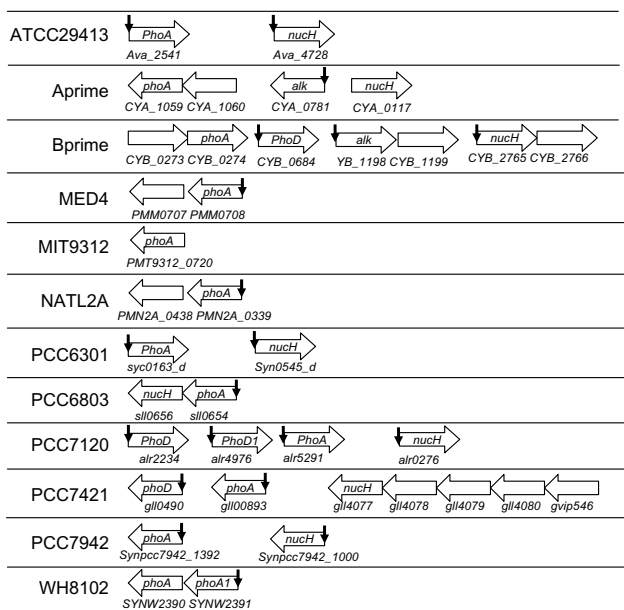 ATCC29413 PhoA nucH
Ava_2541 Ava_4728
Aprime phoA alk nucH
CYA_1059 CYA_1060 CYA_0781 CYA_0117
Bprime phoA PhoD alk nucH
CYB_0273 CYB_0274 CYB_0684 YB_1198 CYB_1199 CYB_2765 CYB_2766
MED4 phoA
PMM0707 PMM0708
MIT9312 phoA
PMT9312_0720
NATL2A phoA
PMN2A_0438 PMN2A_0339
PCC6301 PhoA nucH
syc0163_d Syn0545_d
PCC6803 nucH phoA
sll0656 sll0654
PCC7120 PhoD PhoD1 PhoA nucH
alr2234 alr4976 alr5291 alr0276
PCC7421 phoD phoA nucH
gll0490 gll00893 gll4077 gll4078 gll4079 gll4080 gvip546
PCC7942 phoA nucH
Synpcc7942_1392 Synpcc7942_1000
WH8102 phoA phoA1
SYNW2390 SYNW2391